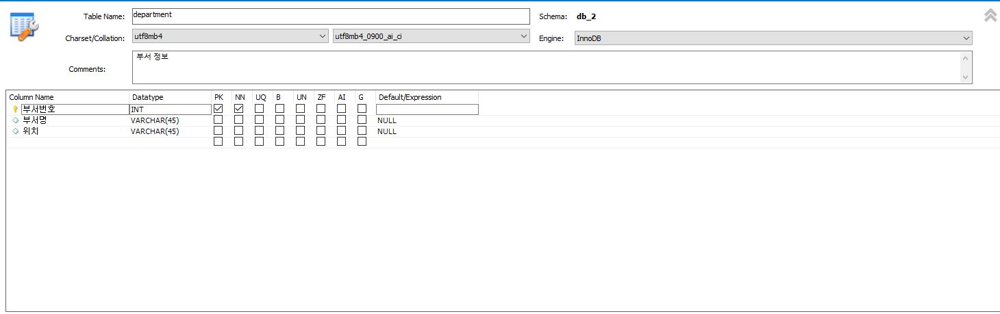 Table Name: department Schema: db_2
Charset/Collation: utf8mb4 utf8mb4_0900_ai_ci Engine: InnoDB
Comments: 부서 정보
Column Name Datatype PK NN UQ B UN ZF AI G Default/Expression
부서번호 INT
부서명 VARCHAR(45) NULL
위치 VARCHAR(45) NULL